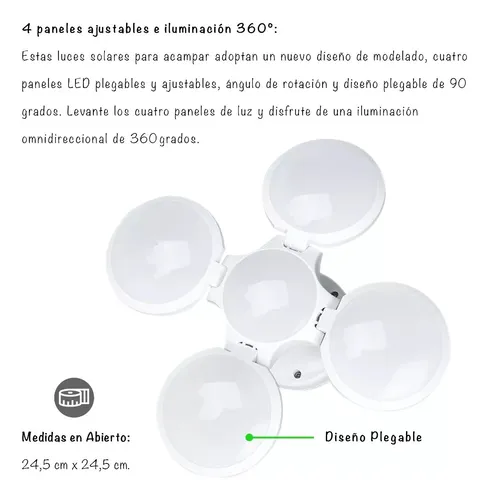 4 paneles ajustables e iluminación 360°:
Estas luces solares para acampar adoptan un nuevo diseño de modelado, cuatro
paneles LED plegables y ajustables, ángulo de rotación y diseño plegable de 90
grados. Levante los cuatro paneles de luz y disfrute de una iluminación
omnidireccional de 360grados.
Medidas en Abierto:
24,5 cm x 24,5 cm.
Diseño Plegable